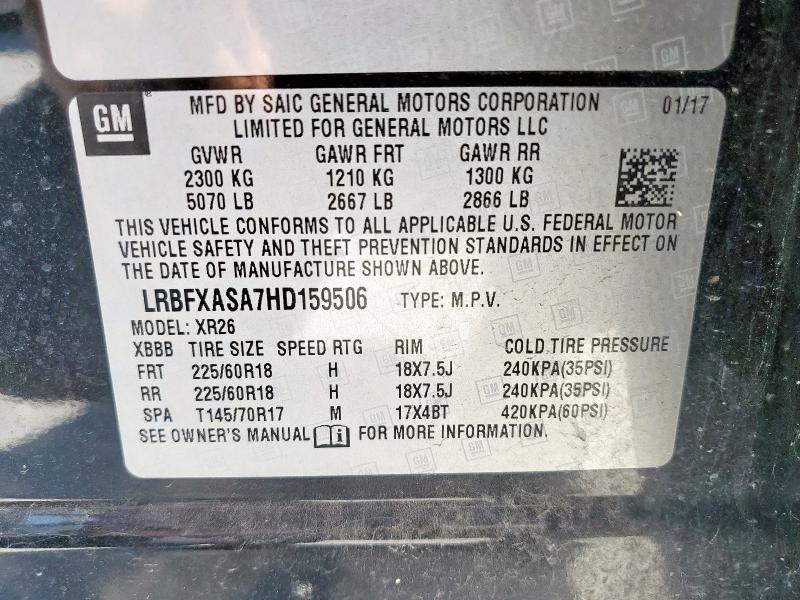 GM ® MFD BY SAIC GENERAL MOTORS CORPORATION 01/17
LIMITED FOR GENERAL MOTORS LLC
GVWR GAWR FRT GAWR RR
2300 KG 1210 KG 1300 KG
5070 LB 2667 LB 2866 LB
THIS VEHICLE CONFORMS TO ALL APPLICABLE U.S. FEDERAL MOTOR
VEHICLE SAFETY AND THEFT PREVENTION STANDARDS IN EFFECT ON
THE DATE OF MANUFACTURE SHOWN ABOVE.
LRBFXASA7HD159506 TYPE: M.P.V.
MODEL: XR26
XBBB TIRE SIZE SPEED RTG RIM COLD TIRE PRESSURE
FRT 225/60R18 H 18X7.5J 240KPA(35PSI)
RR 225/60R18 H 18X7.5J 240KPA(35PSI)
SPA T145/70R17 M 17X4BT 420KPA(60PSI)
SEE OWNER'S MANUAL i FOR MORE INFORMATION.